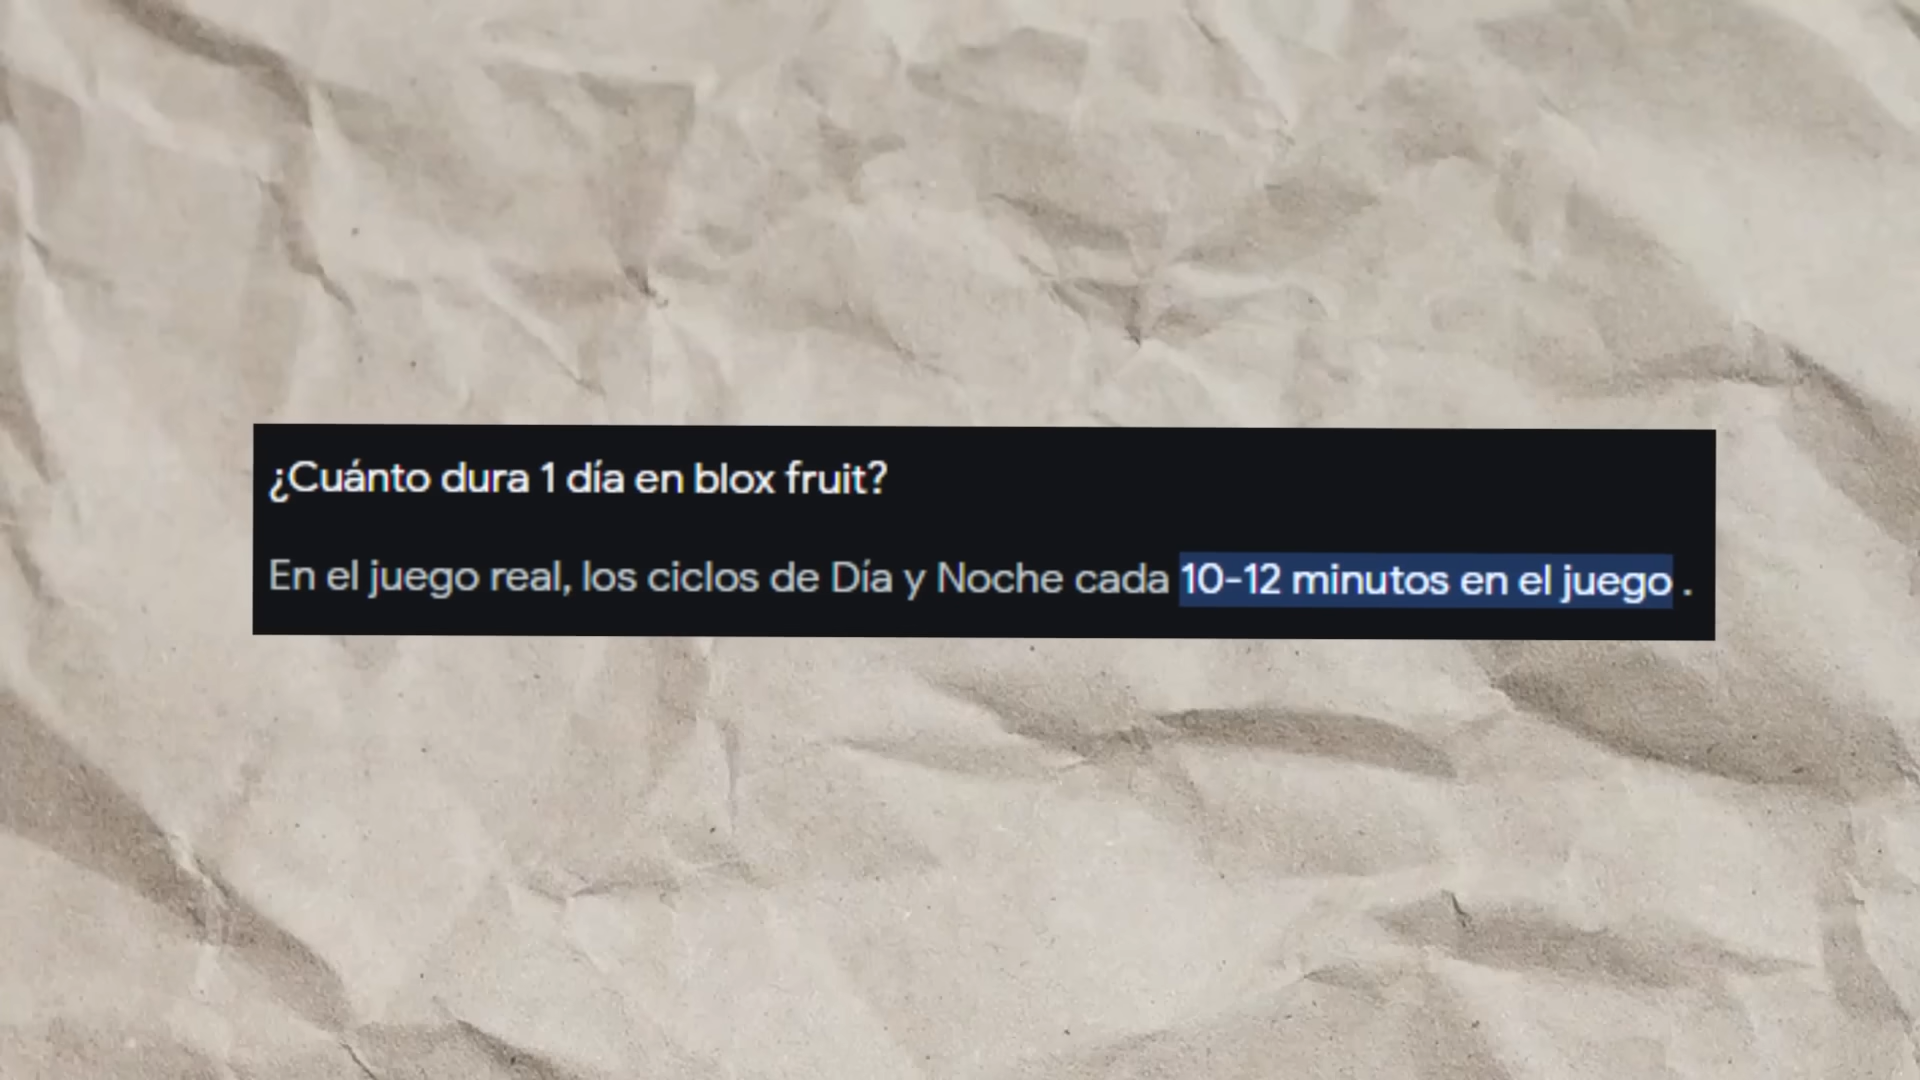 ¿Cuánto dura 1 día en blox fruit?
En el juego real, los ciclos de Día y Noche cada 10-12 minutos en el juego .